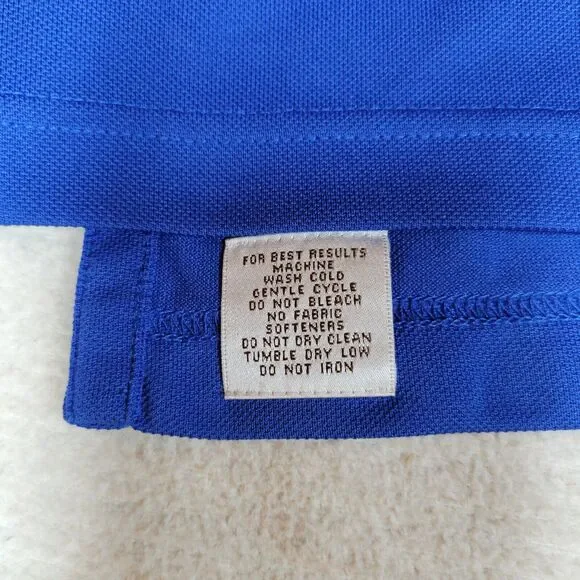 FOR BEST RESULTS
MACHINE
WASH COLD
GENTLE CYCLE
DO NOT BLEACH
NO FABRIC
SOFTENERS
DO NOT DRY CLEAN
TUMBLE DRY LOW
DO NOT IRON